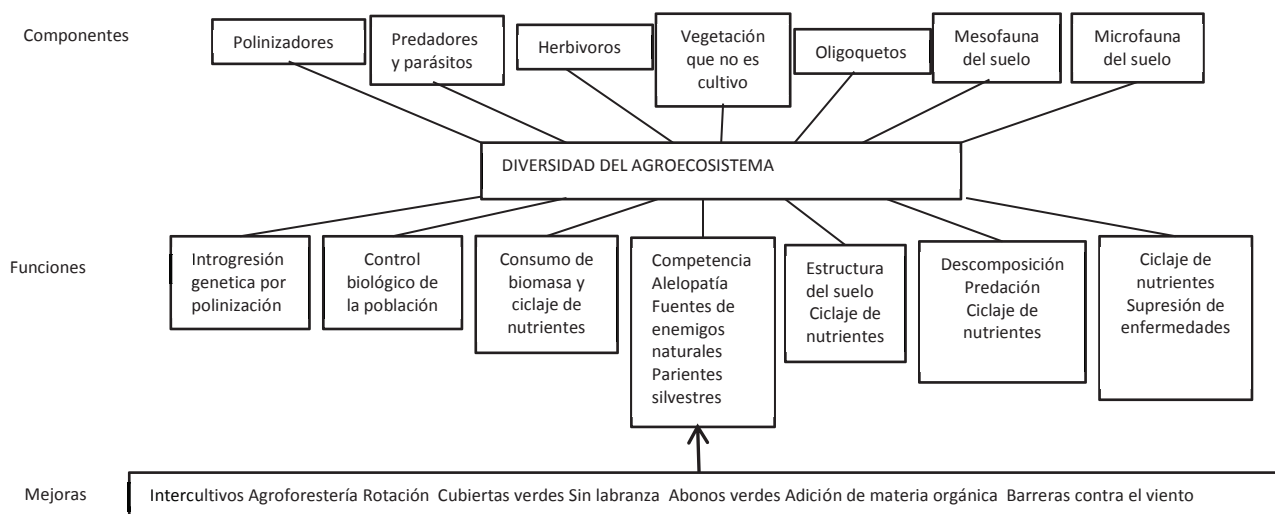 Componentes
Polinizadores
Predadores
y parásitos
Herbivoros
Vegetación
que no es
cultivo
Oligoquetos
Mesofauna
del suelo
Microfauna
del suelo
DIVERSIDAD DEL AGROECOSISTEMA
Funciones
Introgresión
genetica por
polinización
Control
biológico de
la población
Consumo de
biomasa y
ciclaje de
nutrientes
Competencia
Alelopatía
Fuentes de
enemigos
naturales
Parientes
silvestres
Estructura
del suelo
Ciclaje de
nutrientes
Descomposición
Predación
Ciclaje de
nutrientes
Ciclaje de
nutrientes
Supresión de
enfermedades
Mejoras
Intercultivos Agroforestería Rotación Cubiertas verdes Sin labranza Abonos verdes Adición de materia orgánica Barreras contra el viento